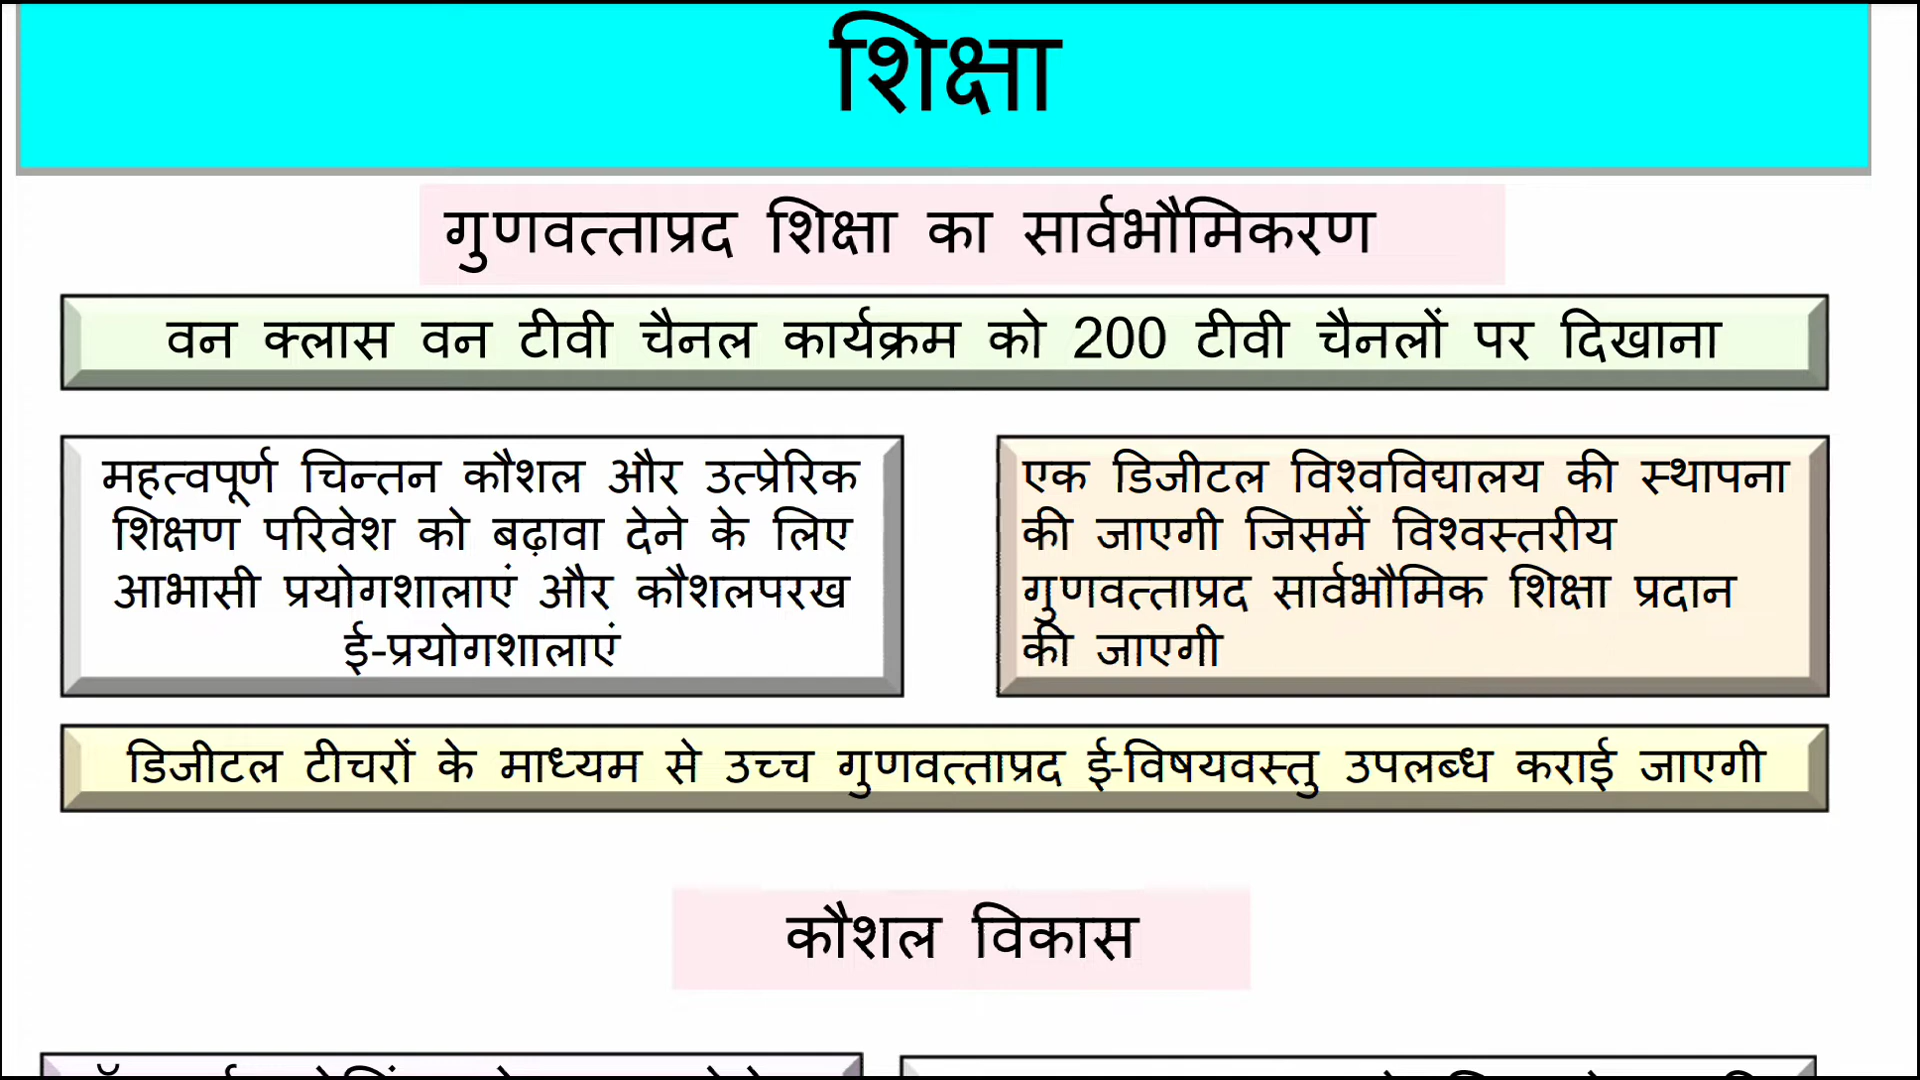 शिक्षा
गुणवत्ताप्रद शिक्षा का सार्वभौमिकरण
वन क्लास वन टीवी चैनल कार्यक्रम को 200 टीवी चैनलों पर दिखाना
महत्वपूर्ण चिन्तन कौशल और उत्प्रेरिक
शिक्षण परिवेश को बढ़ावा देने के लिए
आभासी प्रयोगशालाएं और कौशलपरख
ई-प्रयोगशालाएं
एक डिजीटल विश्वविद्यालय की स्थापना
की जाएगी जिसमें विश्वस्तरीय
गुणवत्ताप्रद सार्वभौमिक शिक्षा प्रदान
की जाएगी
डिजीटल टीचरों के माध्यम से उच्च गुणवत्ताप्रद ई-विषयवस्तु उपलब्ध कराई जाएगी
कौशल विकास